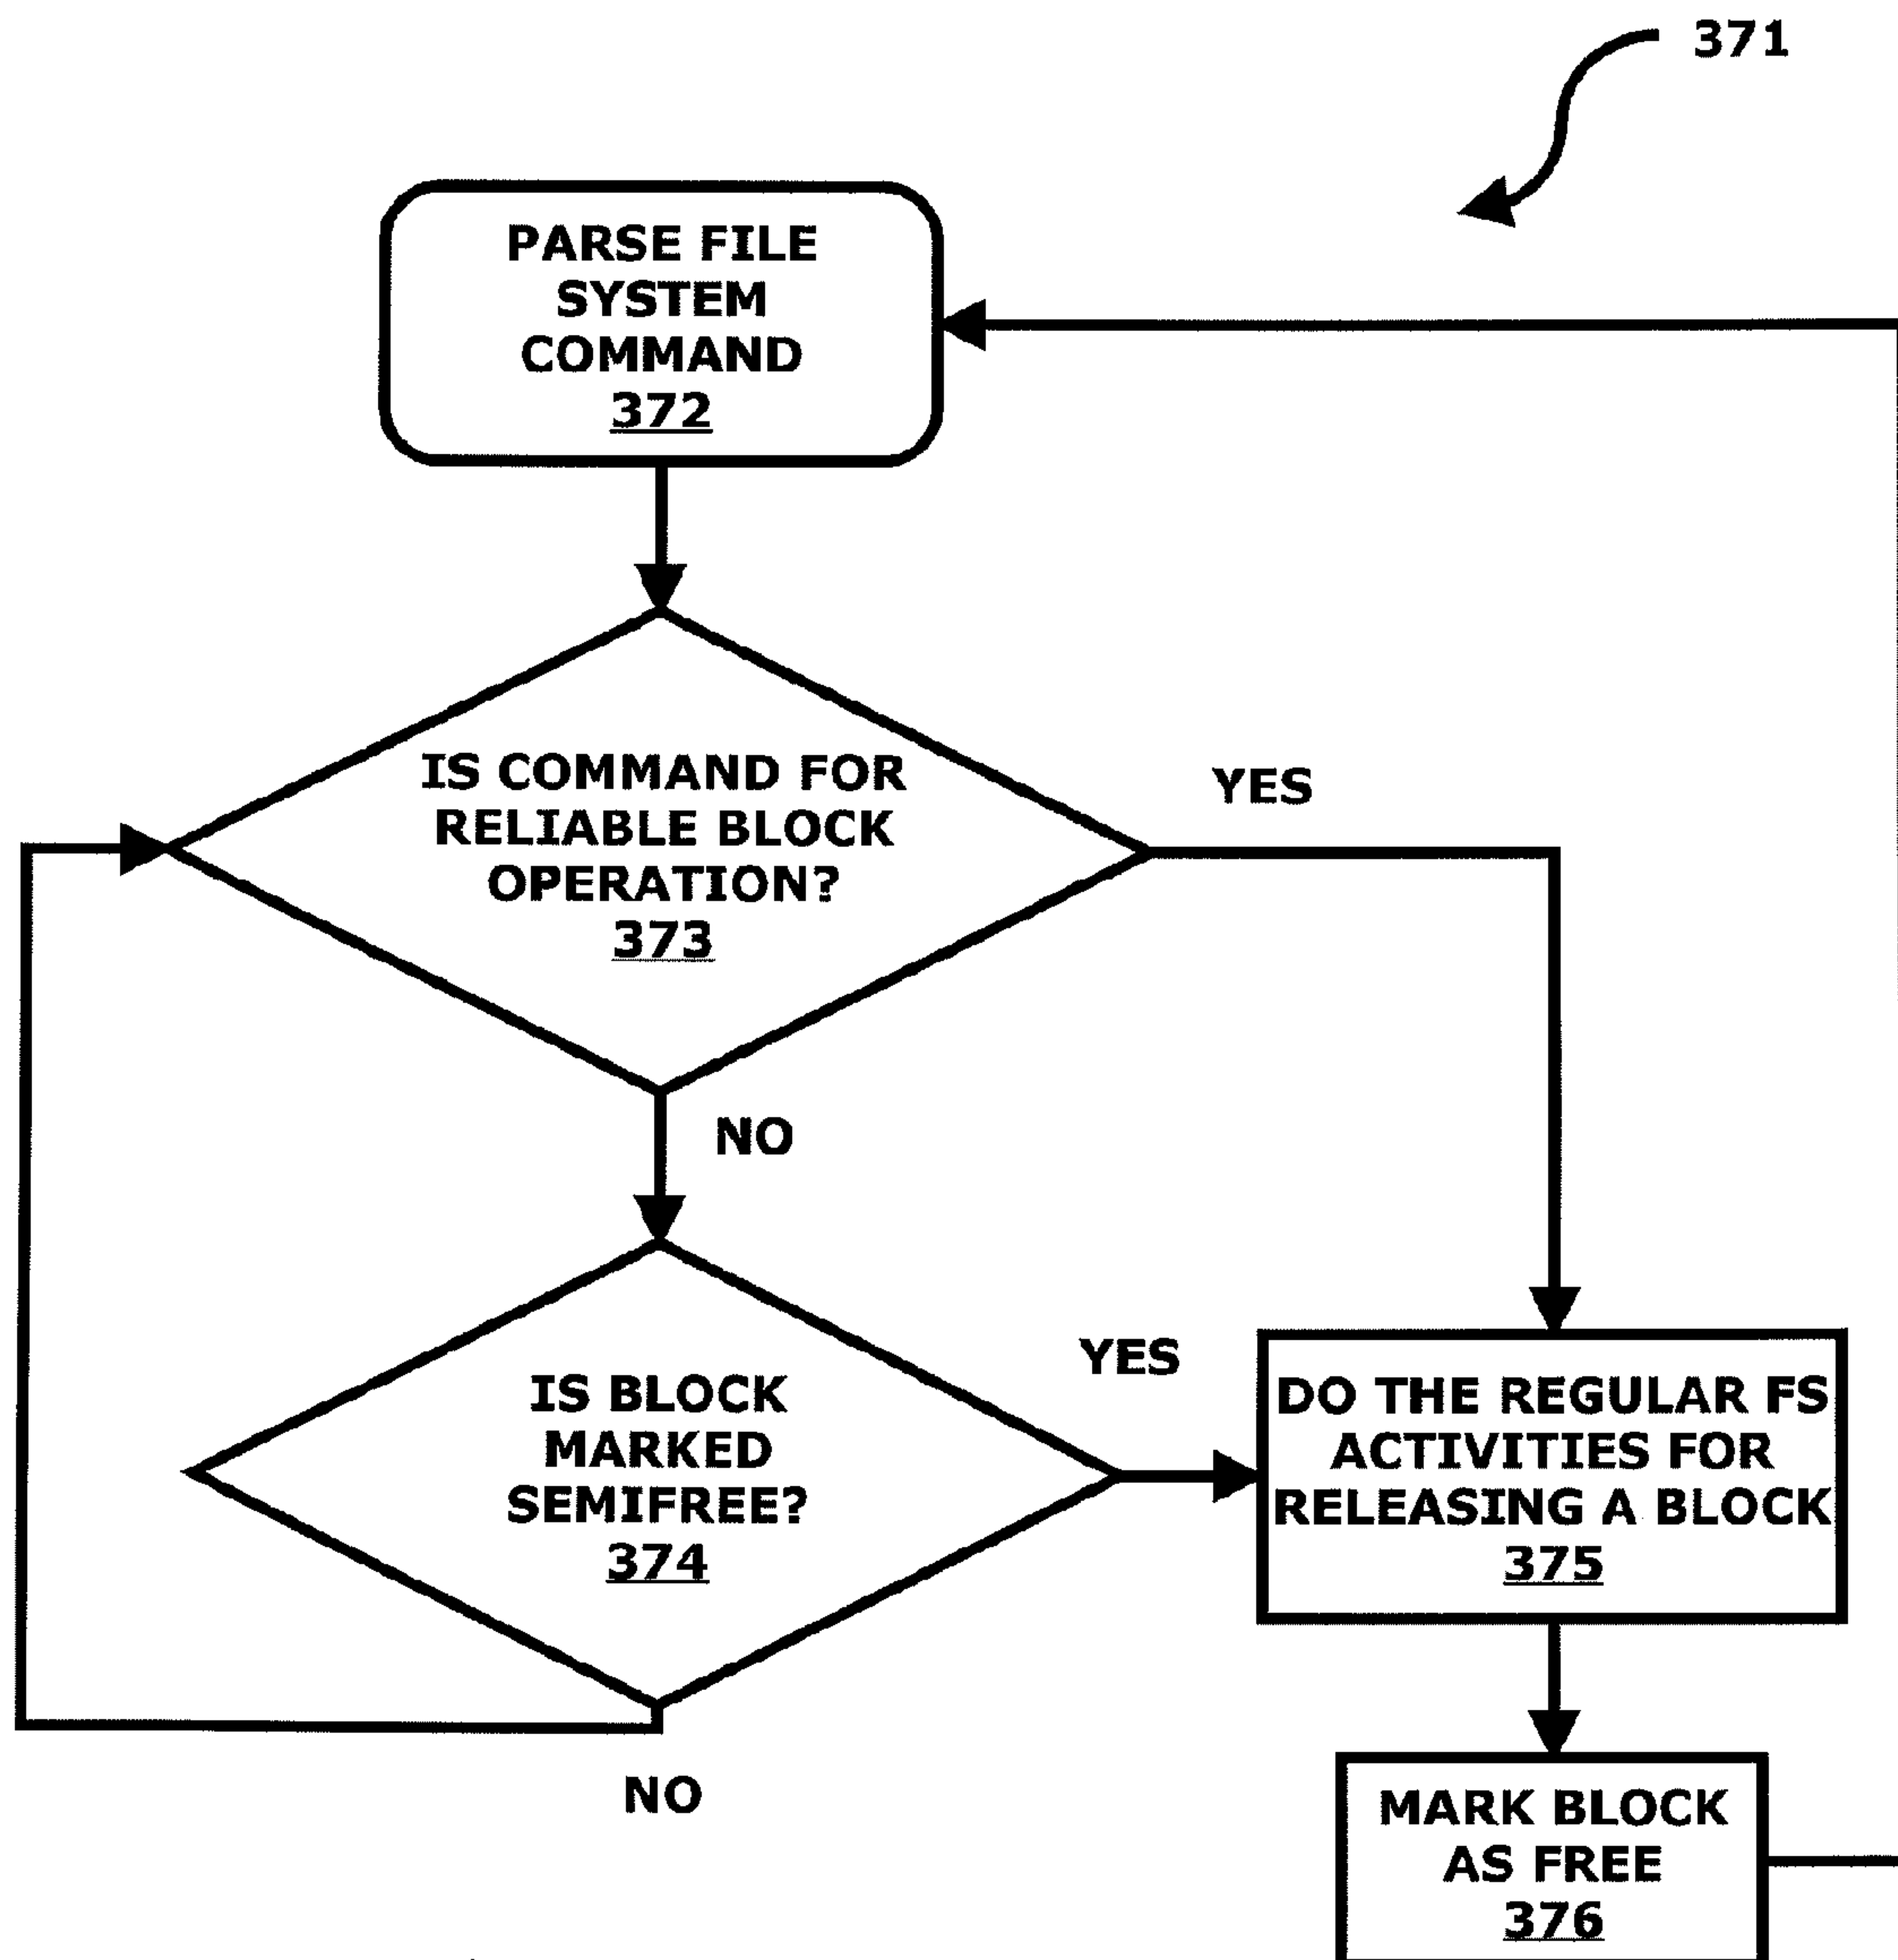 371
PARSE FILE
SYSTEM
COMMAND
372
IS COMMAND FOR
RELIABLE BLOCK
OPERATION?
373
YES
NO
IS BLOCK
MARKED
SEMIFREE?
374
YES
DO THE REGULAR FS
ACTIVITIES FOR
RELEASING A BLOCK
375
NO
MARK BLOCK
AS FREE
376